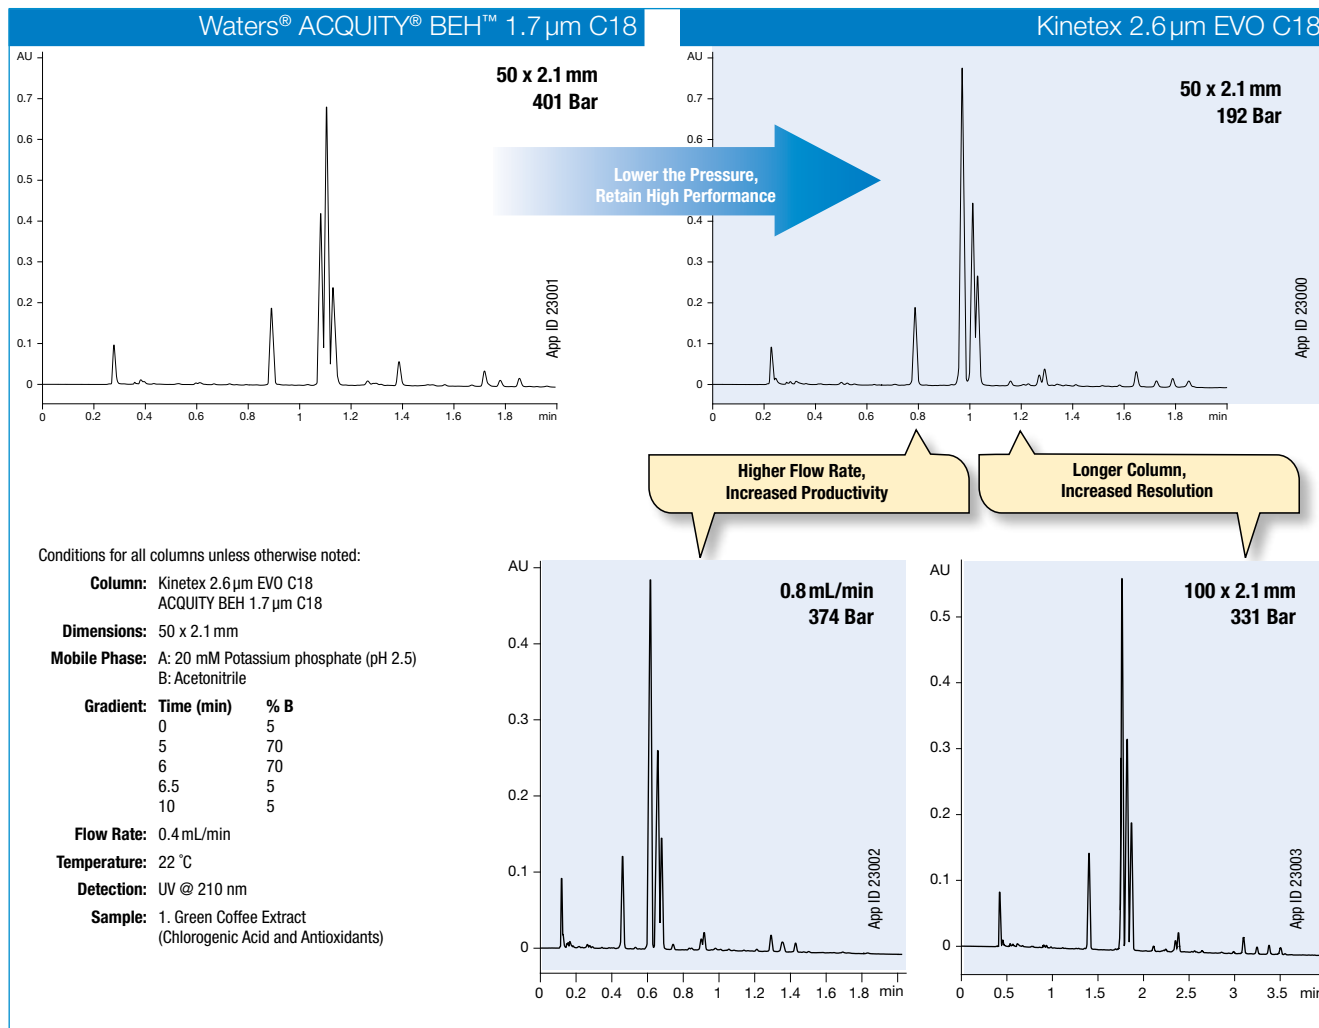 Waters® ACQUITY® BEH™ 1.7 µm C18
AU
50 x 2.1 mm
401 Bar
0.7
0.6
0.5
0.4
0.3
0.2
0.1
0
App ID 23001
0 0.2 0.4 0.6 0.8 1 1.2 1.4 1.6 1.8 min
Lower the Pressure,
Retain High Performance
Kinetex 2.6 µm EVO C18
AU
50 x 2.1 mm
192 Bar
0.7
0.6
0.4
0.3
0.2
0.1
0
App ID 23000
0 0.2 0.4 0.6 0.8 1 1.2 1.4 1.6 1.8 min
Higher Flow Rate,
Increased Productivity
Longer Column,
Increased Resolution
Conditions for all columns unless otherwise noted:
Column: Kinetex 2.6 µm EVO C18
ACQUITY BEH 1.7 µm C18
Dimensions: 50 x 2.1 mm
Mobile Phase: A: 20 mM Potassium phosphate (pH 2.5)
B: Acetonitrile
Gradient: Time (min) % B
0 5
5 70
6 70
6.5 5
10 5
Flow Rate: 0.4 mL/min
Temperature: 22 ˚C
Detection: UV @ 210 nm
Sample: 1. Green Coffee Extract
(Chlorogenic Acid and Antioxidants)
AU
0.8 mL/min
374 Bar
0.4
0.3
0.2
0.1
0
App ID 23002
0 0.2 0.4 0.6 0.8 1 1.2 1.4 1.6 1.8 min
AU
100 x 2.1 mm
331 Bar
0.5
0.4
0.3
0.2
0.1
0
App ID 23003
0 0.5 1 1.5 2 2.5 3 3.5 min